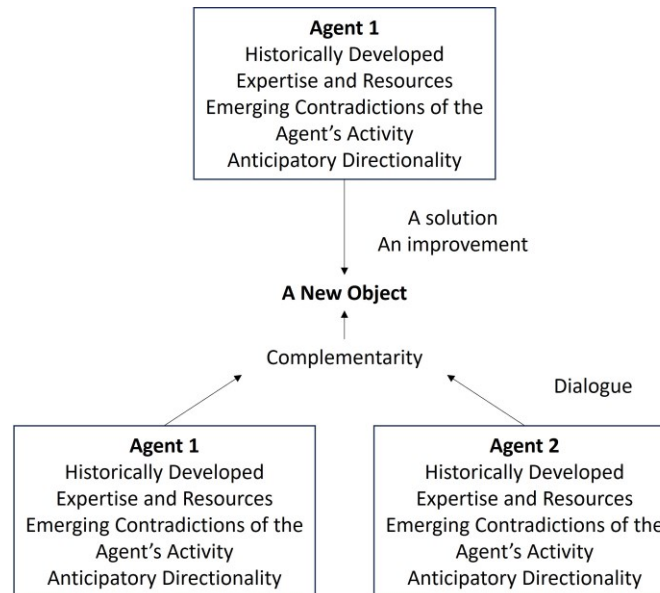 Agent 1
Historically Developed
Expertise and Resources
Emerging Contradictions of the
Agent's Activity
Anticipatory Directionality
A solution
An improvement
A New Object
Complementarity
Dialogue
Agent 1
Historically Developed
Expertise and Resources
Emerging Contradictions of the
Agent's Activity
Anticipatory Directionality
Agent 2
Historically Developed
Expertise and Resources
Emerging Contradictions of the
Agent's Activity
Anticipatory Directionality